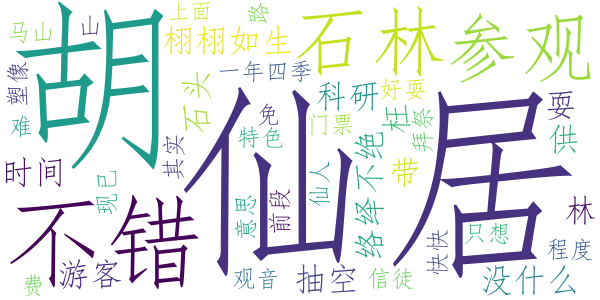 马山
山
上面
路
栩栩如生
石林
参观
胡
仙
居
塑像
难
石头
一年四季
科研
好耍
耍
枉
拜祭
供
免
门票
特色
其实
时间
现已
不错
意思
前段
仙人
络绎不绝
带
林
快快
只想
程度
费
游客
观音
抽空
信徒
没什么